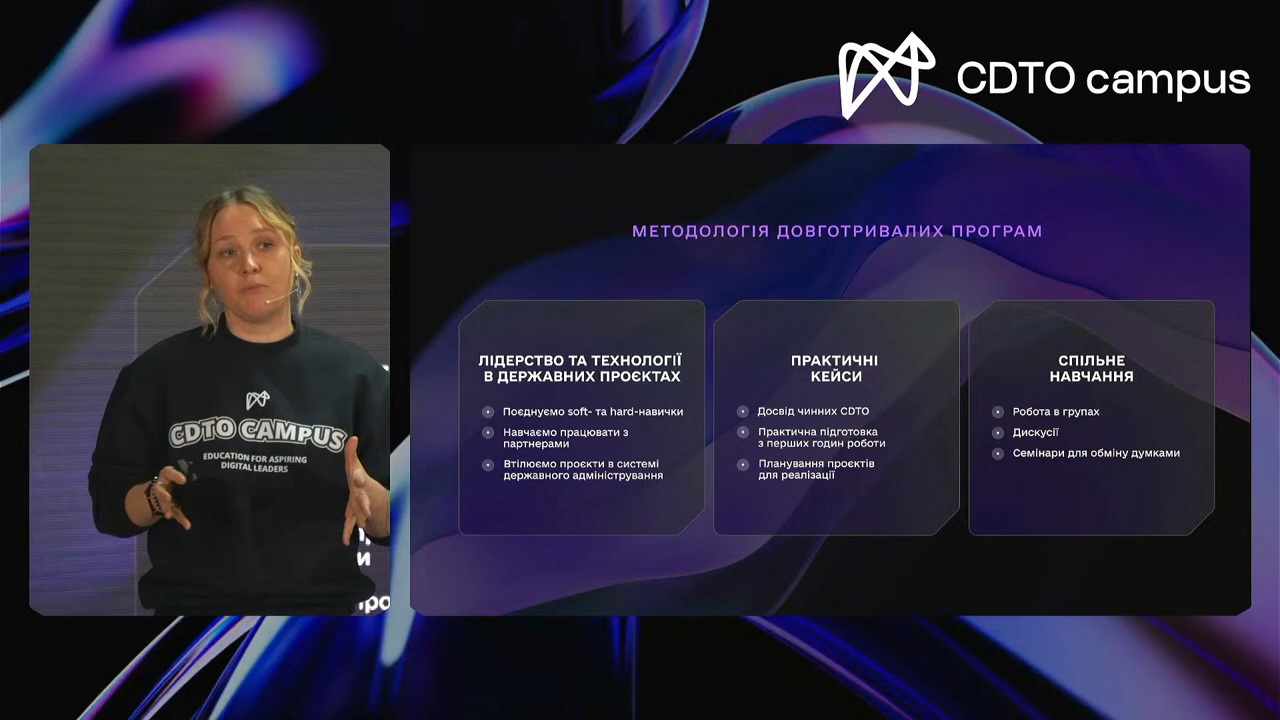 CDTO campus
CDTO CAMPUS
EDUCATION FOR ASPIRING
DIGITAL LEADERS
МЕТОДОЛОГІЯ ДОВГОТРИВАЛИХ ПРОГРАМ
ЛІДЕРСТВО ТА ТЕХНОЛОГІЇ
В ДЕРЖАВНИХ ПРОЄКТАХ
Поєднуємо soft- та hard-навички
Навчаємо працювати з
партнерами
Втілюємо проєкти в системі
державного адміністрування
ПРАКТИЧНІ
КЕЙСИ
Досвід чинних CDTO
Практична підготовка
з перших годин роботи
Планування проєктів
для реалізації
СПІЛЬНЕ
НАВЧАННЯ
Робота в групах
Дискусії
Семінари для обміну думками